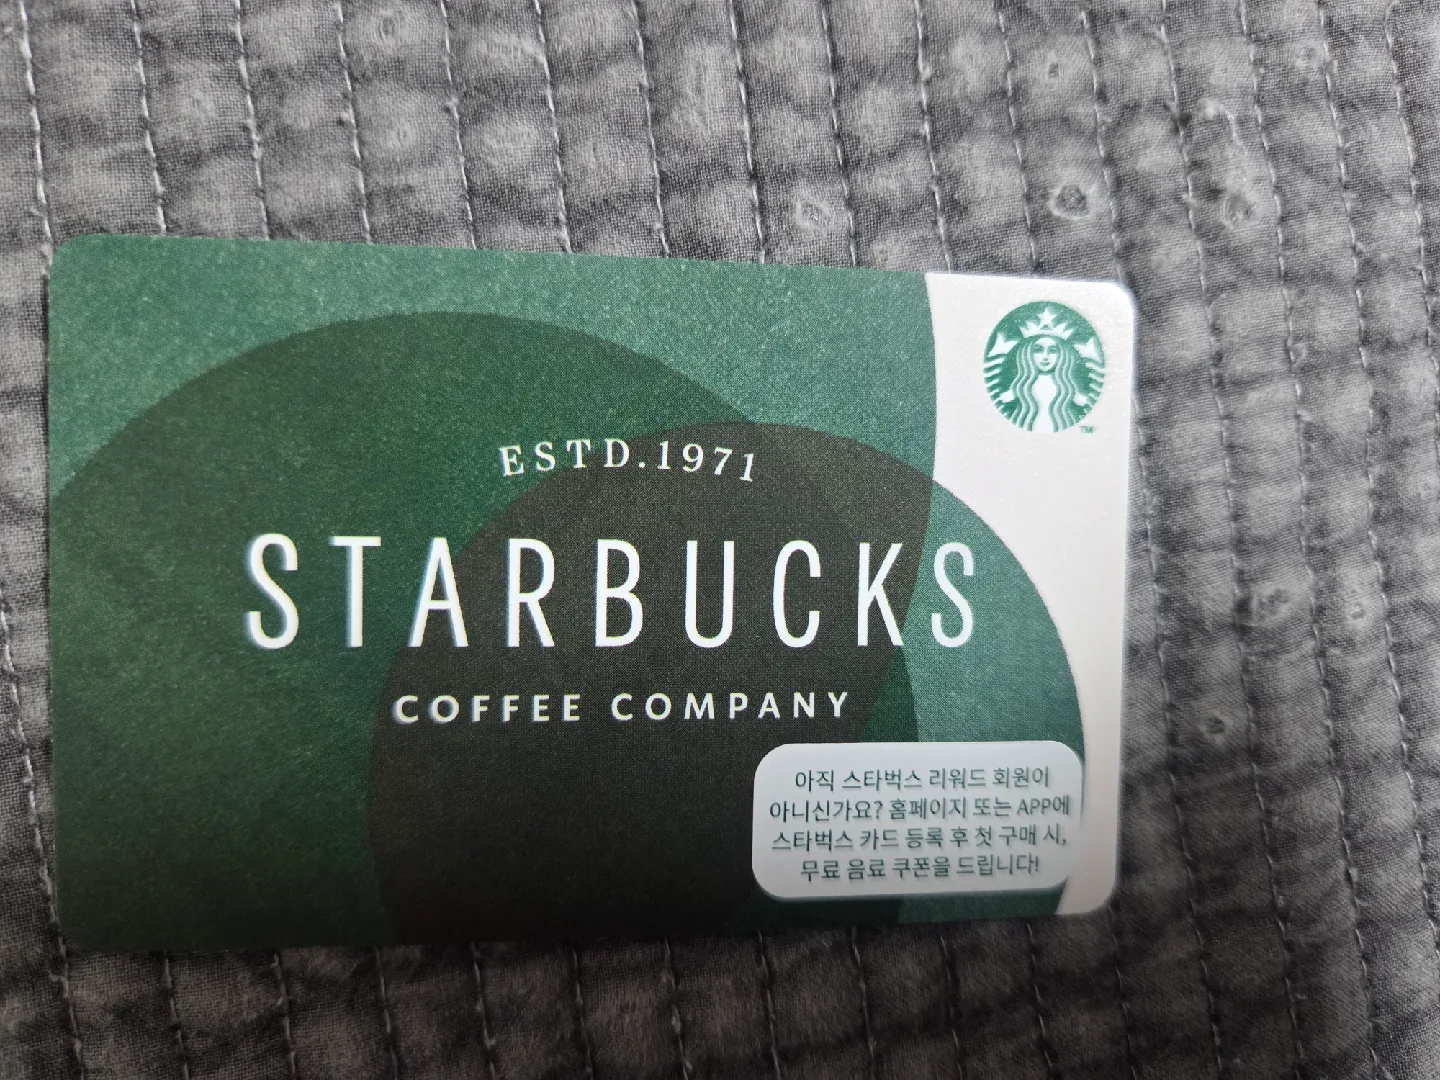 ESTD.1971
STARBUCKS
COFFEE COMPANY
TM
아직 스타벅스 리워드 회원이
아니신가요? 홈페이지 또는 APP에
스타벅스 카드 등록 후 첫 구매 시,
무료 음료 쿠폰을 드립니다!